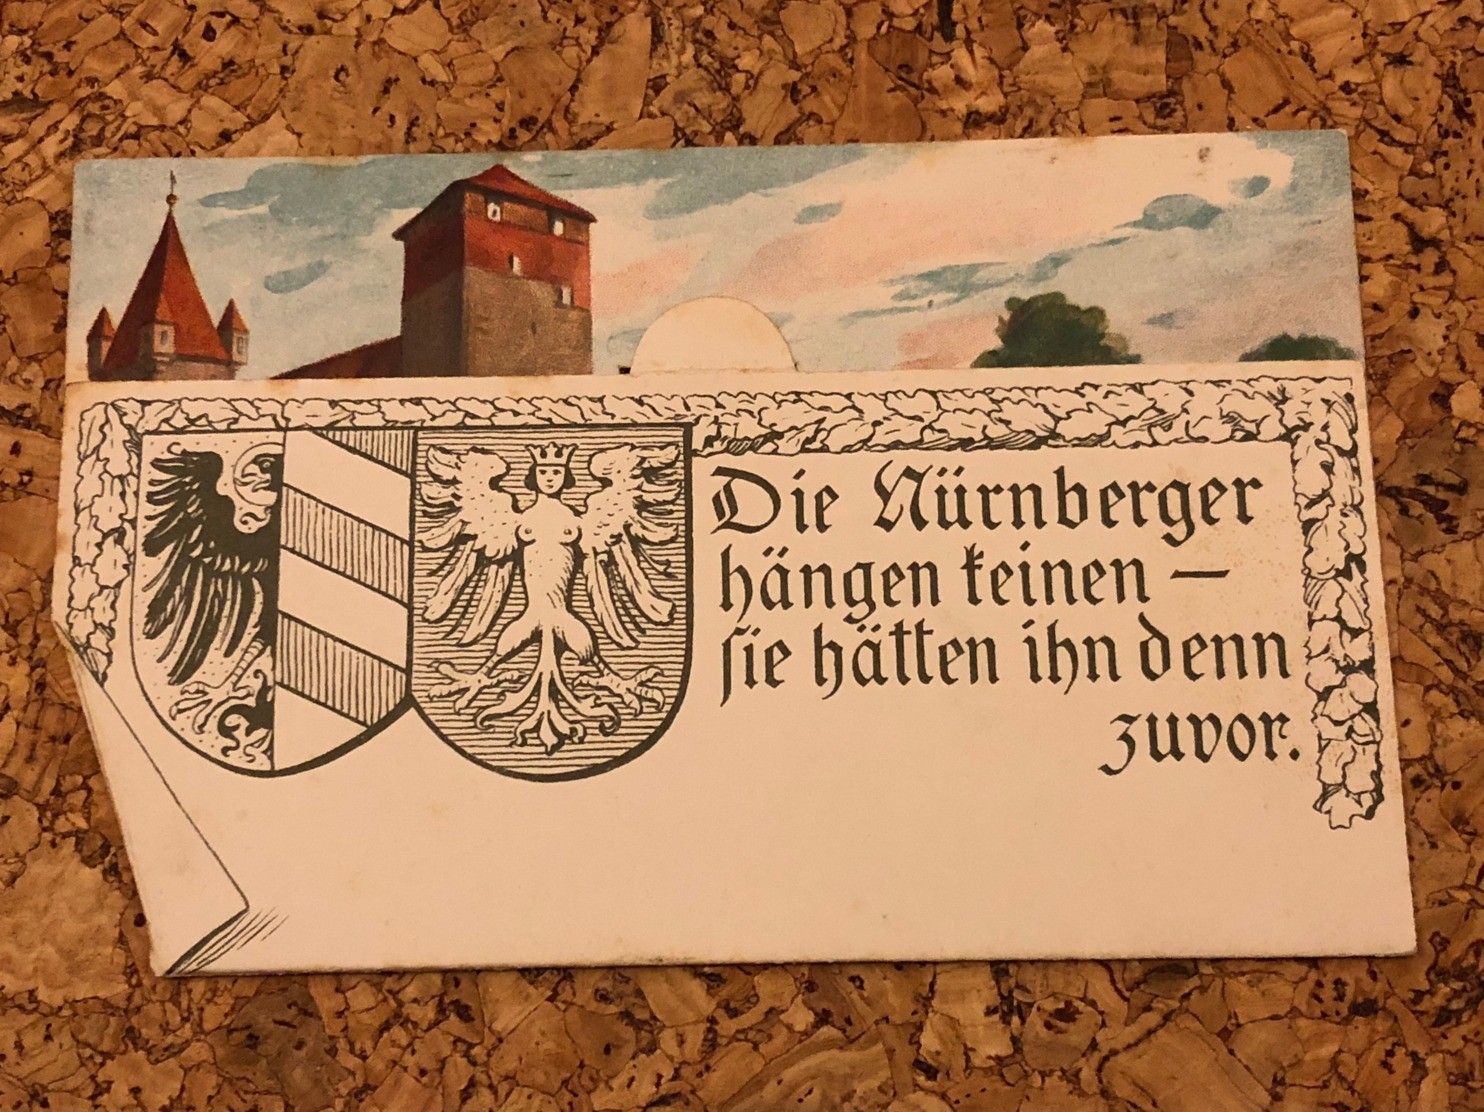 Die Nürnberger
hängen keinen —
sie hätten ihn denn
zuvor.